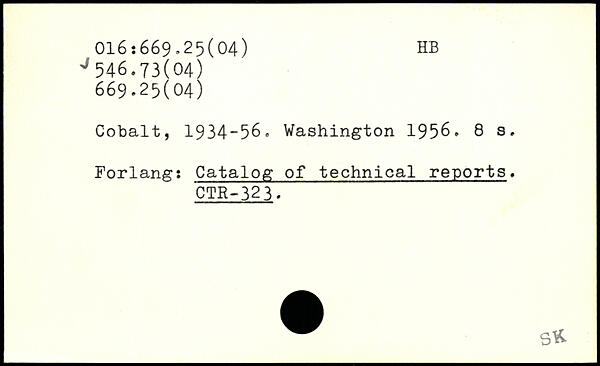 016:669.25(04) HB
546.73(04)
669.25(04)
Cobalt, 1934-56. Washington 1956. 8 s.
Forlang: Catalog of technical reports.
CTR-323.
SK